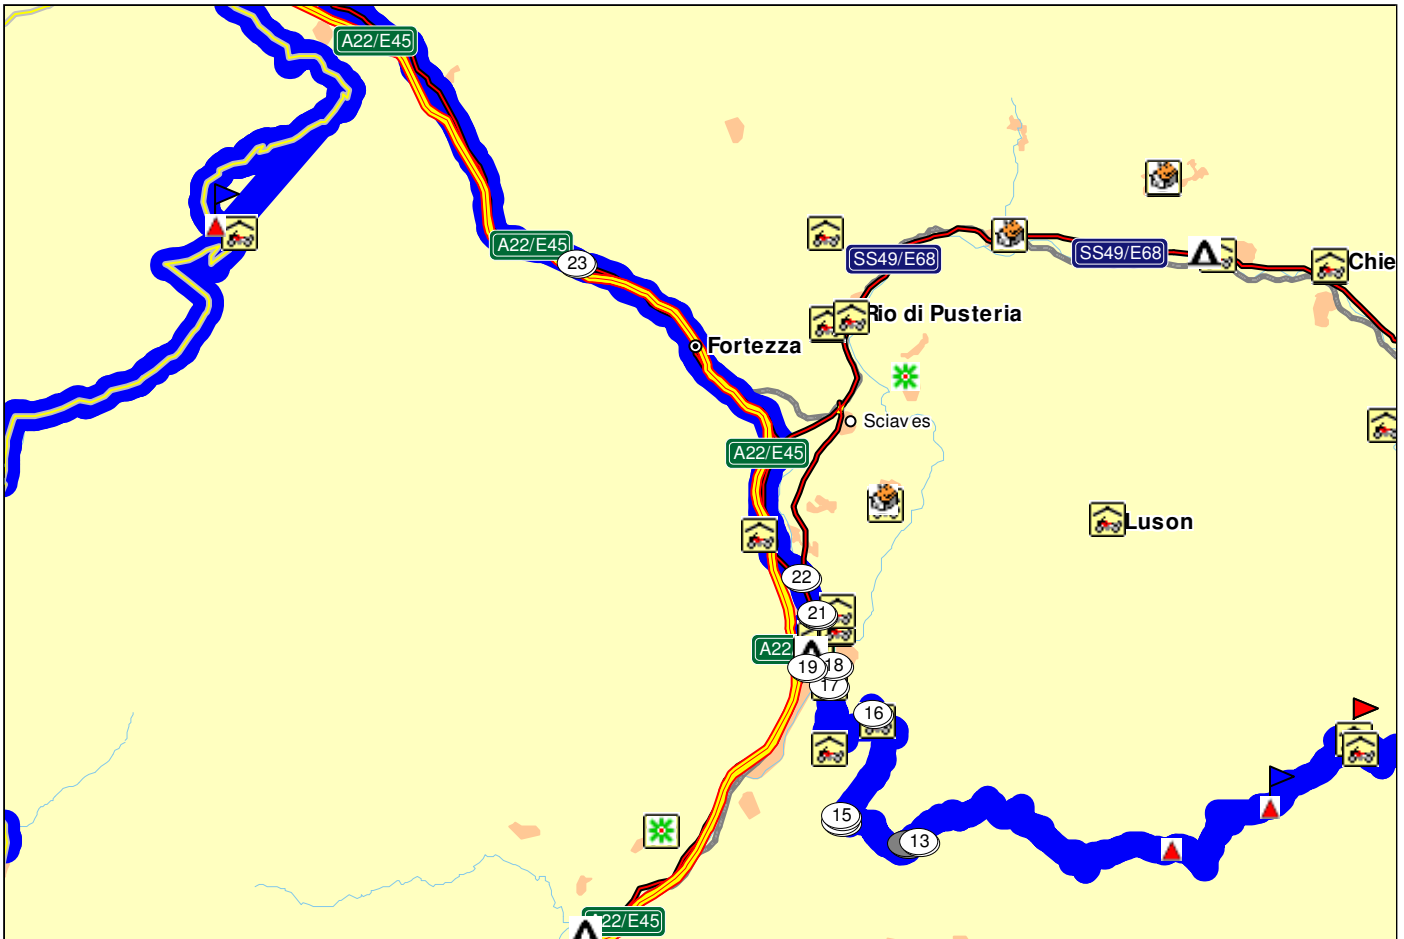 A22/E45
A22/E45
23
SS49/E68
SS49/E68
Chie
Rio di Pusteria
Fortezza
Sciaves
A22/E45
Luson
22
21
A22
19
18
17
16
15
13
A22/E45